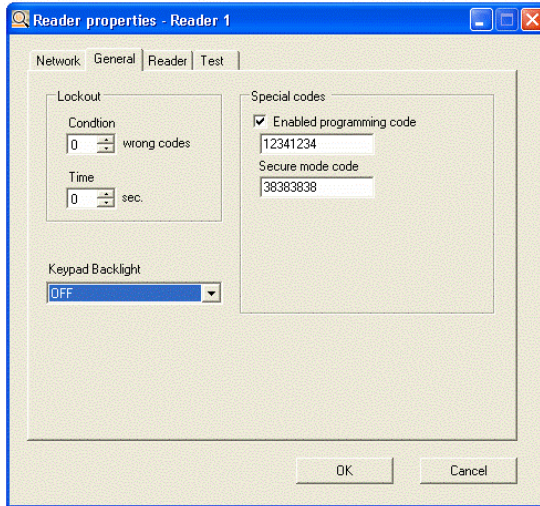 Reader properties - Reader 1
Network General Reader Test
Lockout
Condtion
0 wrong codes
Time
0 sec.
Keypad Backlight
OFF
Special codes
Enabled programming code
12341234
Secure mode code
38383838
OK Cancel